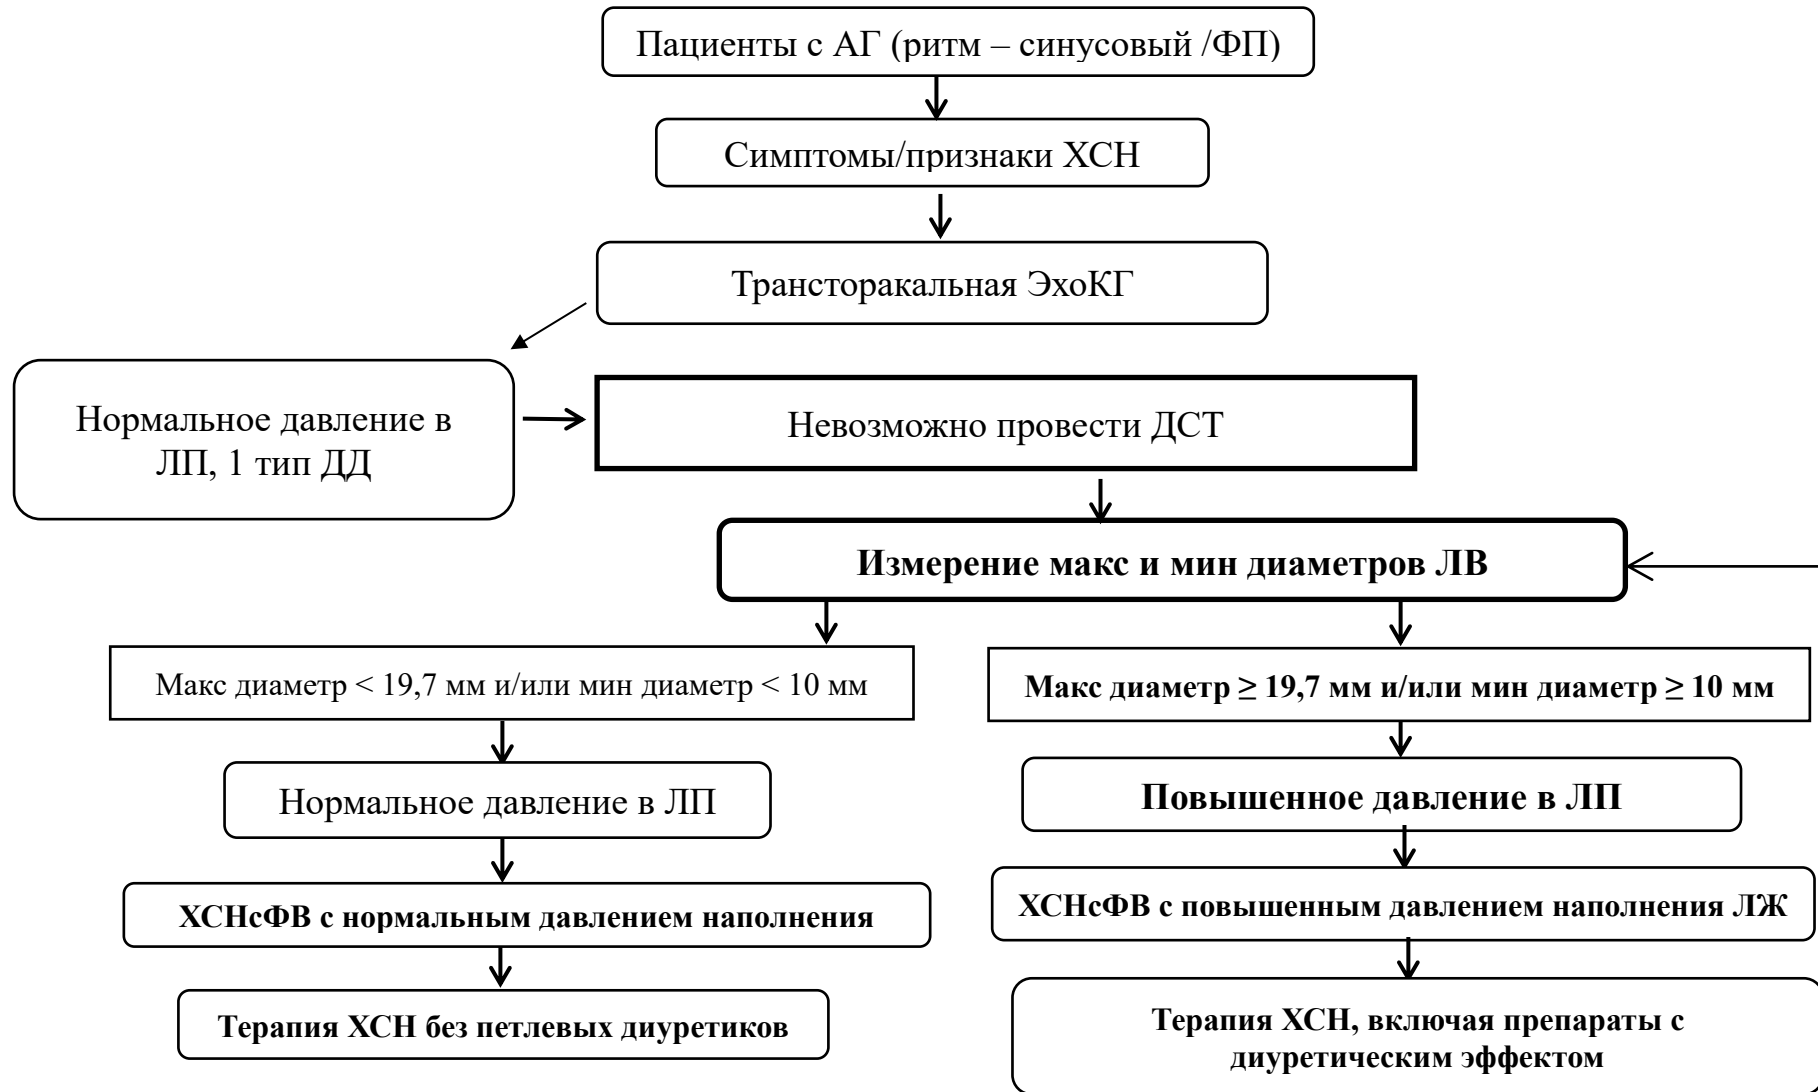 Пациенты с АГ (ритм – синусовый /ФП)
Симптомы/признаки ХСН
Трансторакальная ЭхоКГ
Нормальное давление в
ЛП, 1 тип ДД
Невозможно провести ДСТ
Измерение макс и мин диаметров ЛВ
Макс диаметр < 19,7 мм и/или мин диаметр < 10 мм
Макс диаметр ≥ 19,7 мм и/или мин диаметр ≥ 10 мм
Нормальное давление в ЛП
Повышенное давление в ЛП
ХСНсФВ с нормальным давлением наполнения
ХСНсФВ с повышенным давлением наполнения ЛЖ
Терапия ХСН без петлевых диуретиков
Терапия ХСН, включая препараты с
диуретическим эффектом